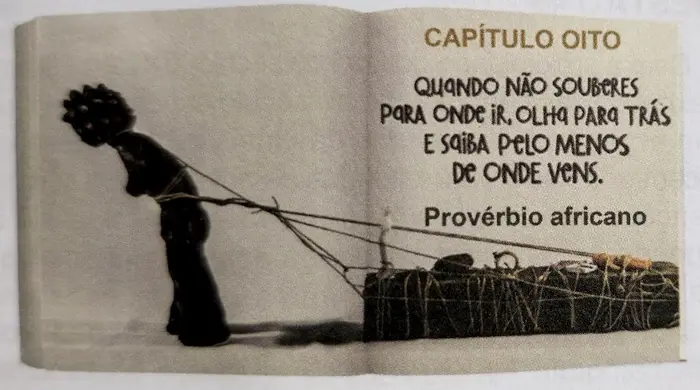 CAPÍTULO OITO
QUANDO NÃO SOUBERES
PARA ONDE IR, OLHA PARA TRÁS
E SAIBA PELO MENOS
DE ONDE VENS.
Provérbio africano